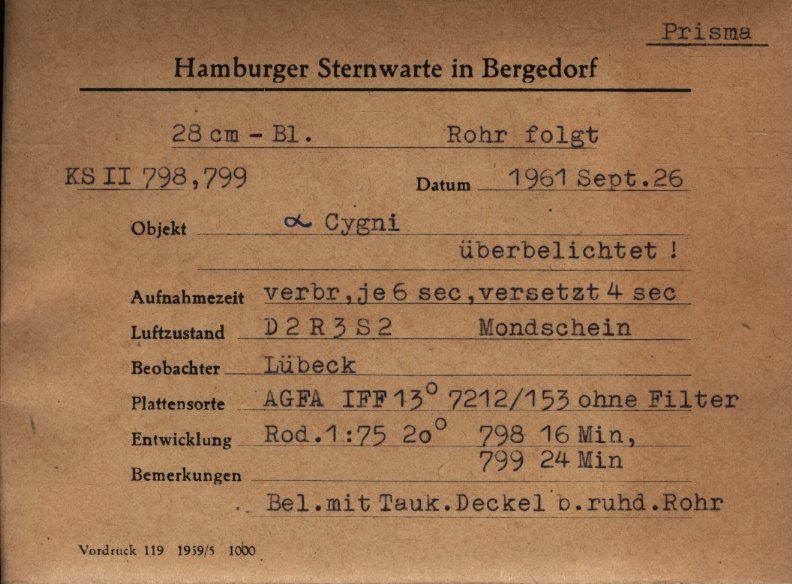 Prisma
Hamburger Sternwarte in Bergedorf
28 cm - Bl. Rohr folgt
KS II 798,799 Datum 1961 Sept.26
Objekt α Cygni
überbelichtet !
Aufnahmezeit verbr,je 6 sec,versetzt 4 sec
Luftzustand D 2 R 3 S 2 Mondschein
Beobachter Lübeck
Plattensorte AGFA IFF 13° 7212/153 ohne Filter
Entwicklung Rod.1:75 20° 798 16 Min,
799 24 Min
Bemerkungen
Bel.mit Tauk.Deckel b.ruhd.Rohr
Vordruck 119 1959/5 1000